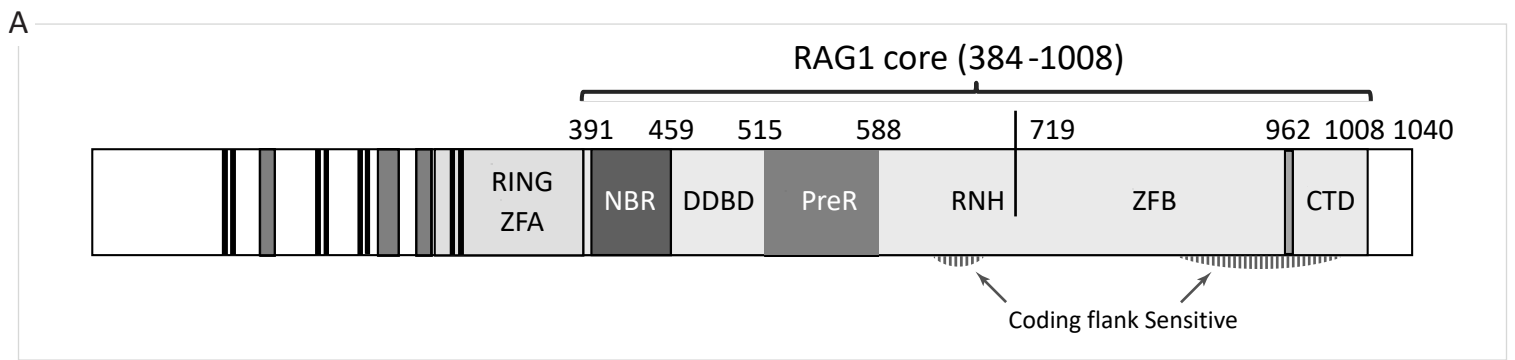 A
RAG1 core (384-1008)
391 459 515 588 719 962 1008 1040
RING
ZFA
NBR DDBD PreR RNH ZFB CTD
Coding flank Sensitive